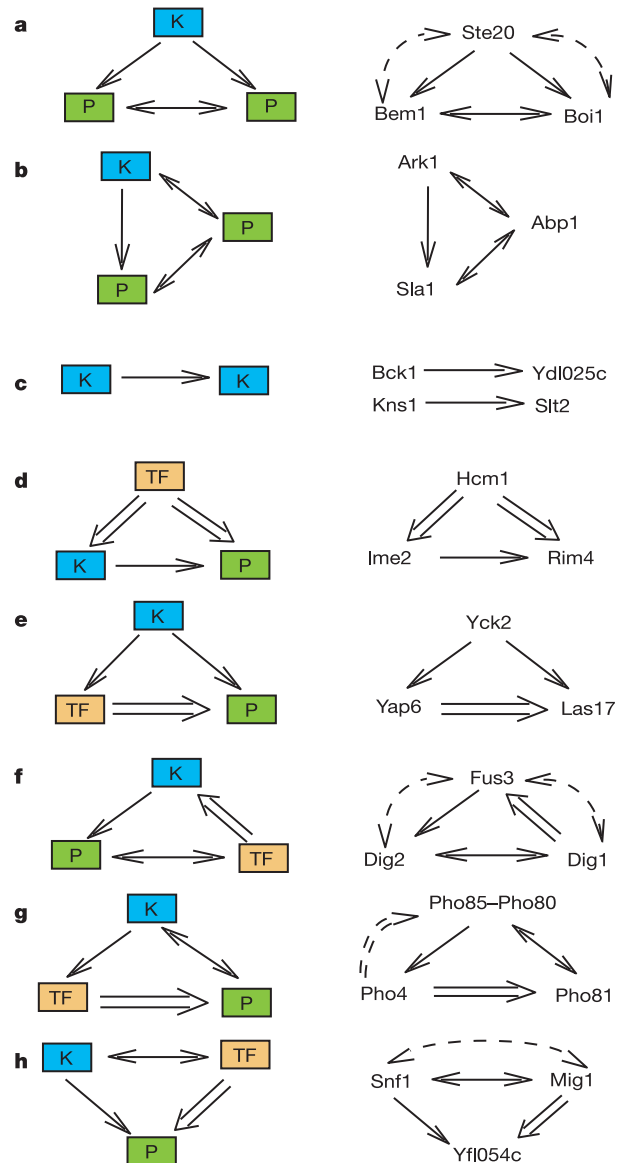 a
K
P P
Ste20
Bem1 Boi1
b
K
P
P
Ark1
Abp1
Sla1
c
K K
Bck1 Ydl025c
Kns1 Slt2
d
TF
K P
Hcm1
Ime2 Rim4
e
K
TF P
Yck2
Yap6 Las17
f
K
P TF
Fus3
Dig2 Dig1
g
K
TF P
Pho85–Pho80
Pho4 Pho81
h
K TF
P
Snf1 Mig1
Yfl054c